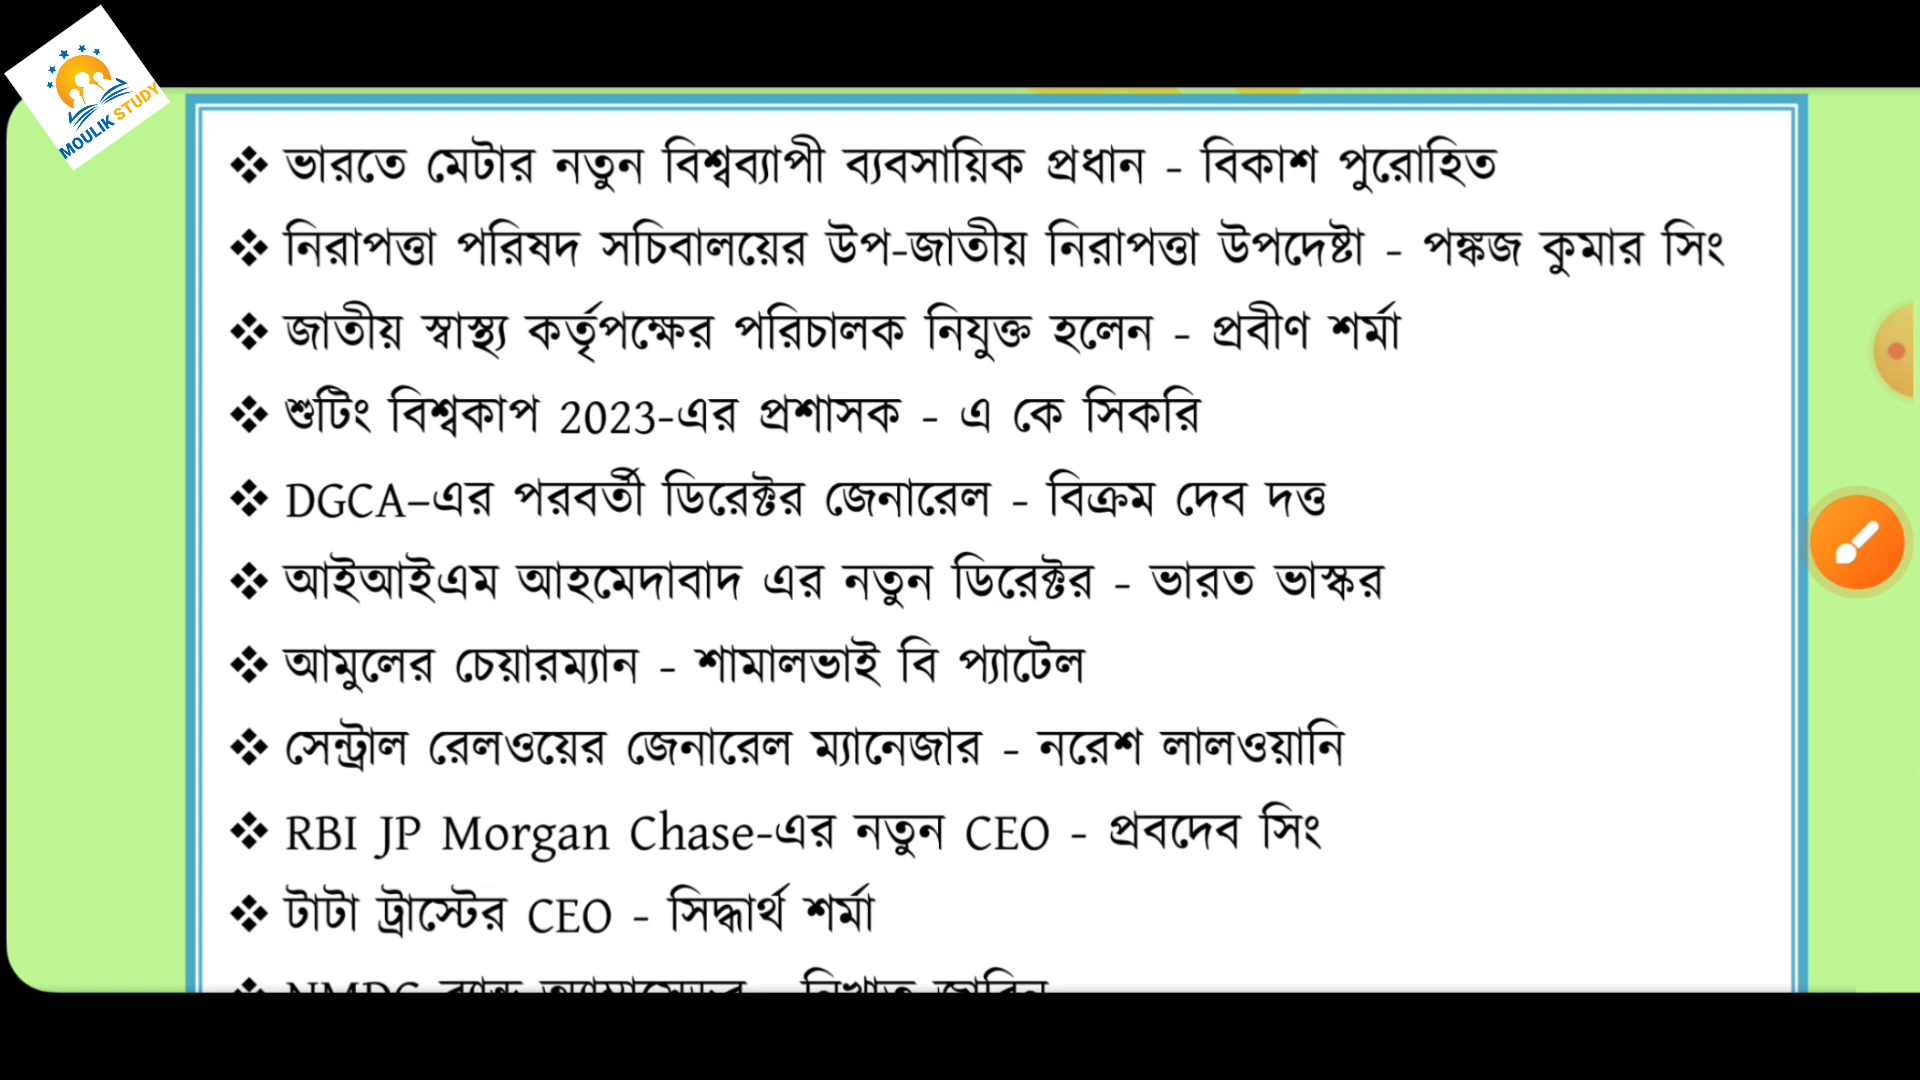 MOULIK STUDY
❖ ভারতে মেটার নতুন বিশ্বব্যাপী ব্যবসায়িক প্রধান - বিকাশ পুরোহিত
❖ নিরাপত্তা পরিষদ সচিবালয়ের উপ-জাতীয় নিরাপত্তা উপদেষ্টা - পঙ্কজ কুমার সিং
❖ জাতীয় স্বাস্থ্য কর্তৃপক্ষের পরিচালক নিযুক্ত হলেন - প্রবীণ শর্মা
❖ শুটিং বিশ্বকাপ 2023-এর প্রশাসক - এ কে সিকরি
❖ DGCA–এর পরবর্তী ডিরেক্টর জেনারেল - বিক্রম দেব দত্ত
❖ আইআইএম আহমেদাবাদ এর নতুন ডিরেক্টর - ভারত ভাস্কর
❖ আমুলের চেয়ারম্যান - শামালভাই বি প্যাটেল
❖ সেন্ট্রাল রেলওয়ের জেনারেল ম্যানেজার - নরেশ লালওয়ানি
❖ RBI JP Morgan Chase-এর নতুন CEO - প্রবদেব সিং
❖ টাটা ট্রাস্টের CEO - সিদ্ধার্থ শর্মা